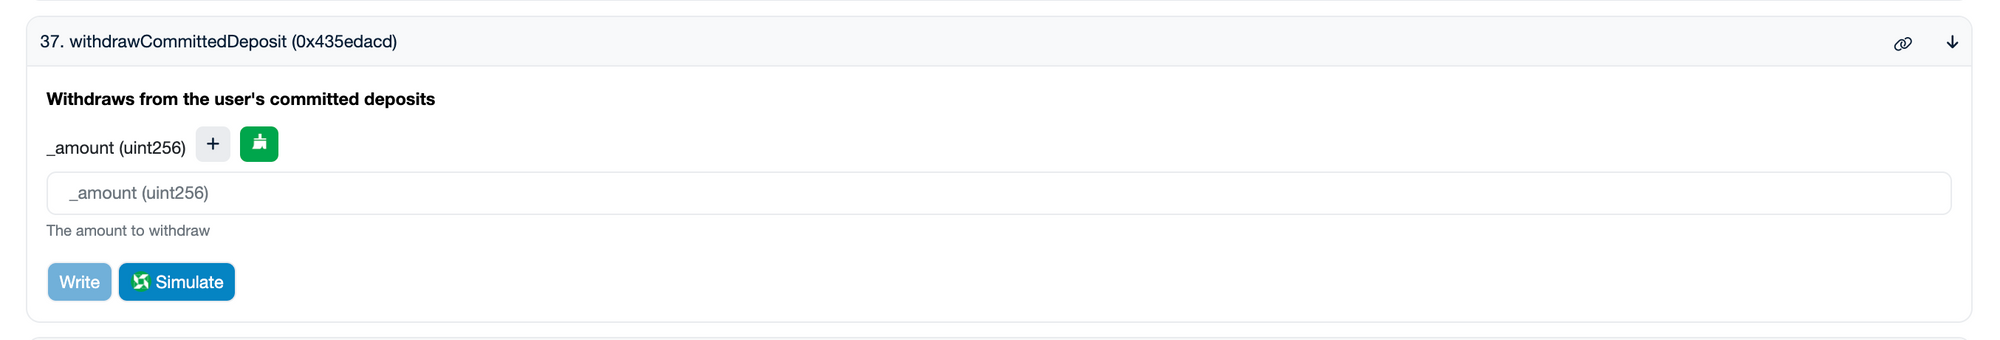 37. withdrawCommittedDeposit (0x435edacd)
Withdraws from the user's committed deposits
_amount (uint256) +
_amount (uint256)
The amount to withdraw
Write Simulate